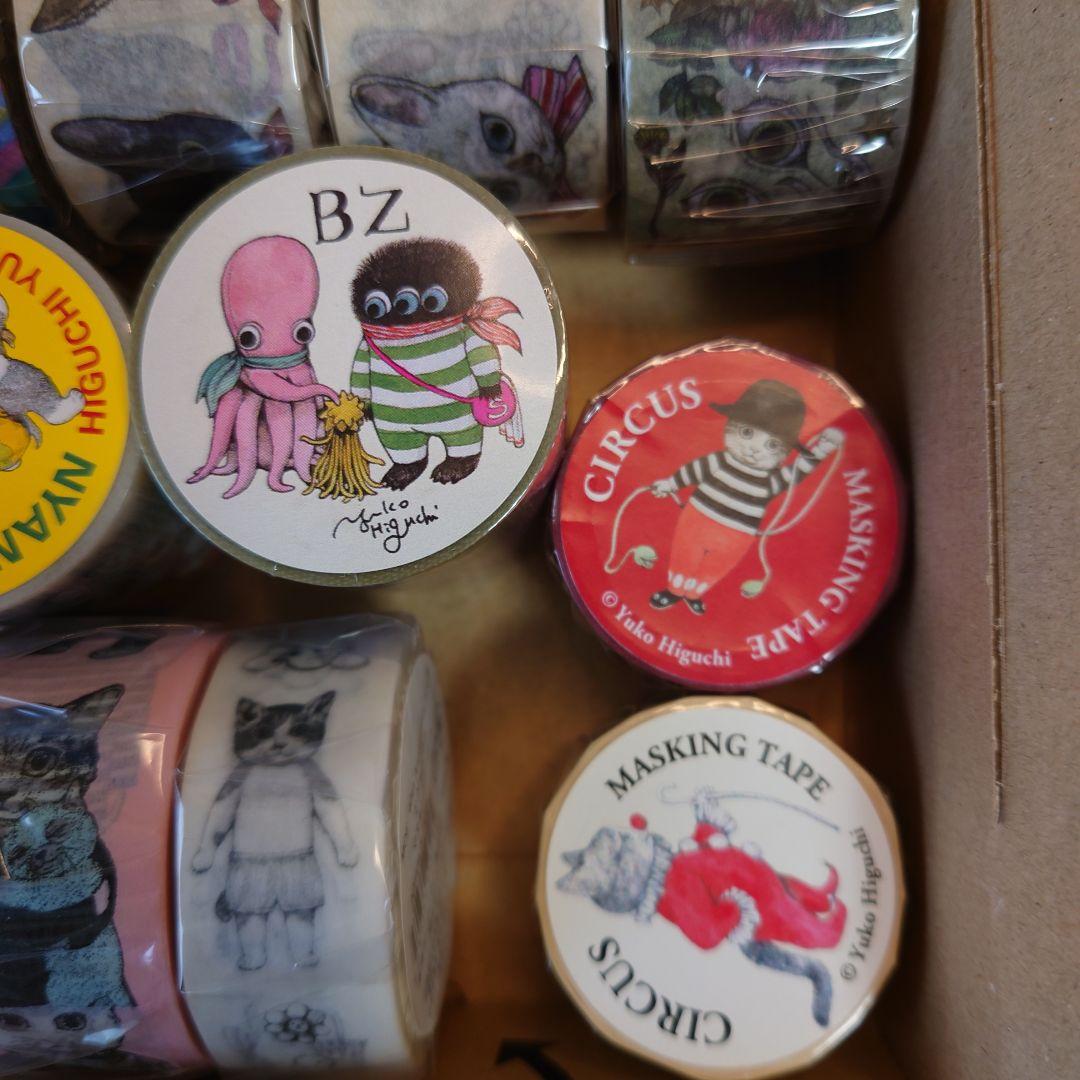 BZ
Yuko
Higuchi
S
HIGUCHI YU
NYAN
CIRCUS
MASKING TAPE
© Yuko Higuchi
MASKING TAPE
CIRCUS
© Yuko Higuchi